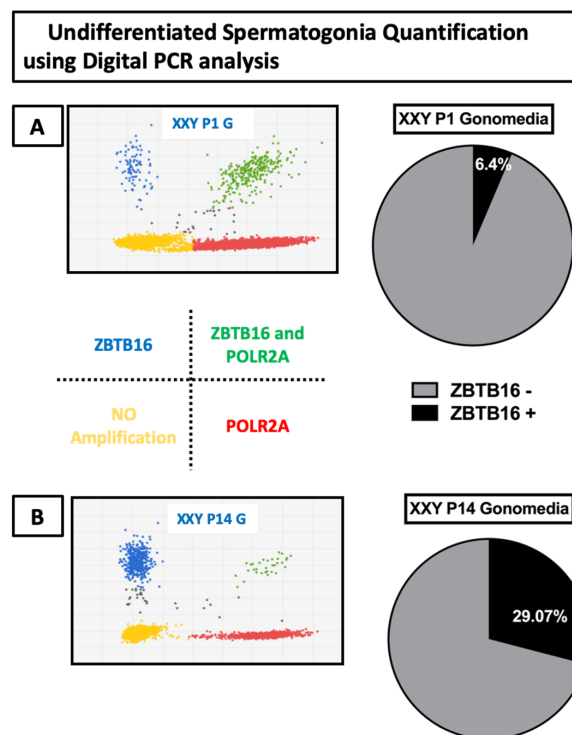 Undifferentiated Spermatogonia Quantification
using Digital PCR analysis
A
XXY P1 G
XXY P1 Gonomedia
6.4%
ZBTB16
ZBTB16 and
POLR2A
NO
Amplification
POLR2A
ZBTB16 -
ZBTB16 +
B
XXY P14 G
XXY P14 Gonomedia
29.07%